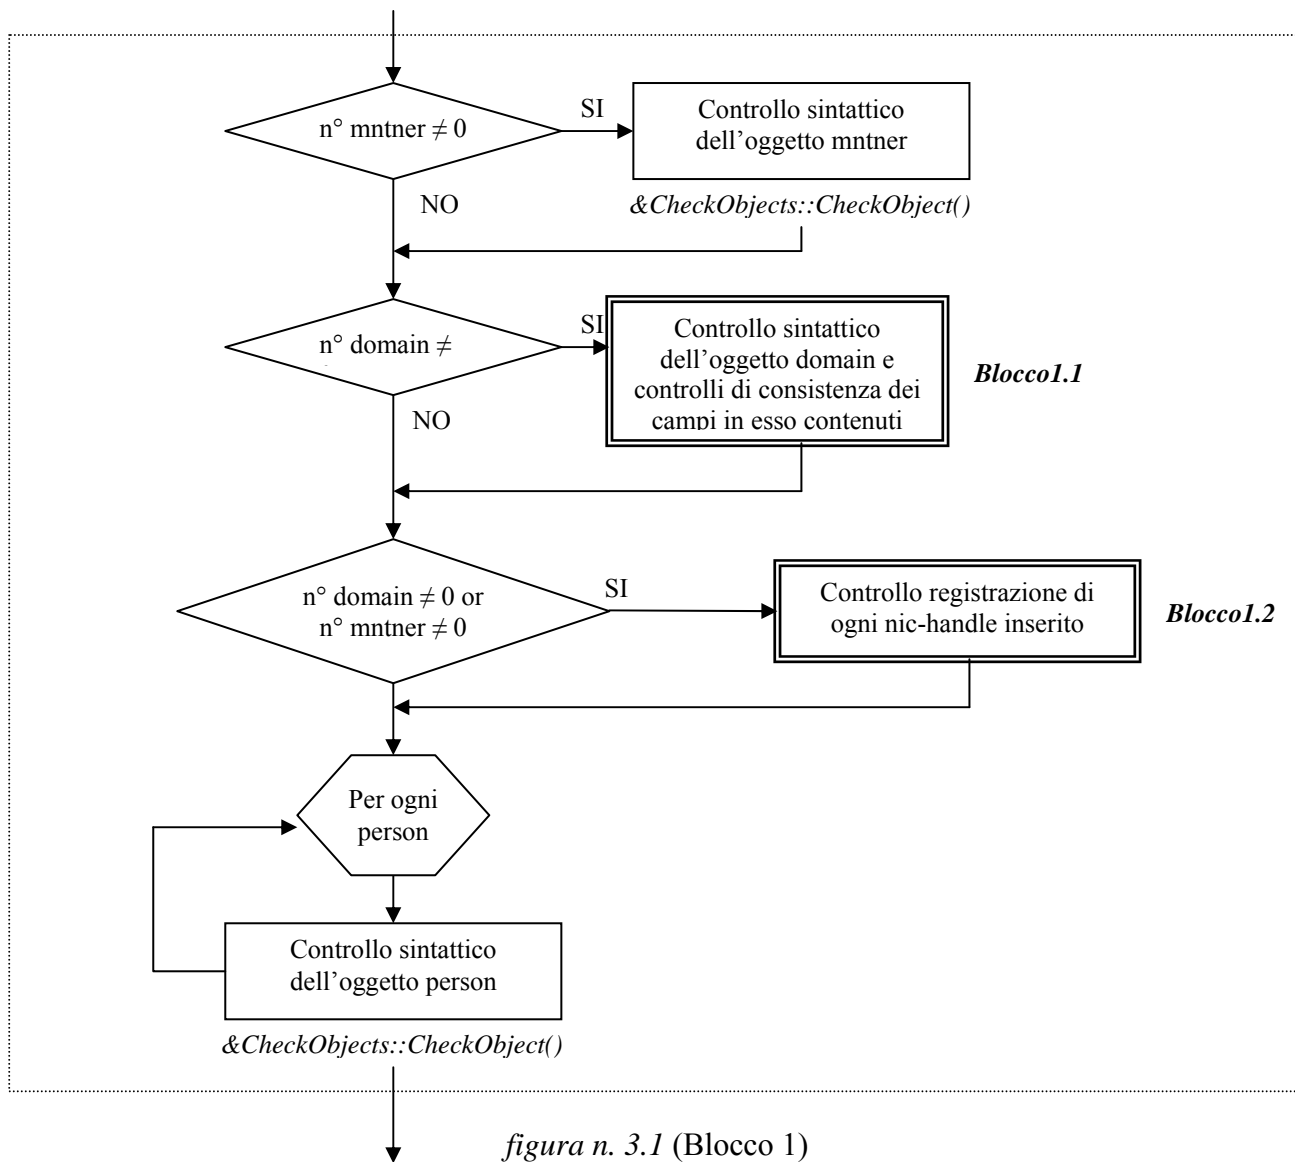 n° mntner ≠ 0
SI
Controllo sintattico
dell'oggetto mntner
NO
&CheckObjects::CheckObject()
n° domain ≠
SI
Controllo sintattico
dell'oggetto domain e
controlli di consistenza dei
campi in esso contenuti
Blocco1.1
NO
n° domain ≠ 0 or
n° mntner ≠ 0
SI
Controllo registrazione di
ogni nic-handle inserito
Blocco1.2
Per ogni
person
Controllo sintattico
dell'oggetto person
&CheckObjects::CheckObject()
figura n. 3.1 (Blocco 1)